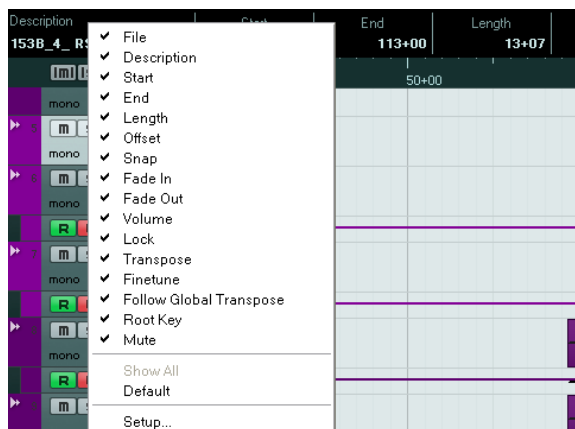 Description End Length
153B_4_ 113+00 13+07
File
Description
Start
End
Length
Offset
Snap
Fade In
Fade Out
Volume
Lock
Transpose
Finetune
Follow Global Transpose
Root Key
Mute
Show All
Default
Setup...
50+00
mono
m
mono
m
mono
R
m
mono
R
m
mono
R
m